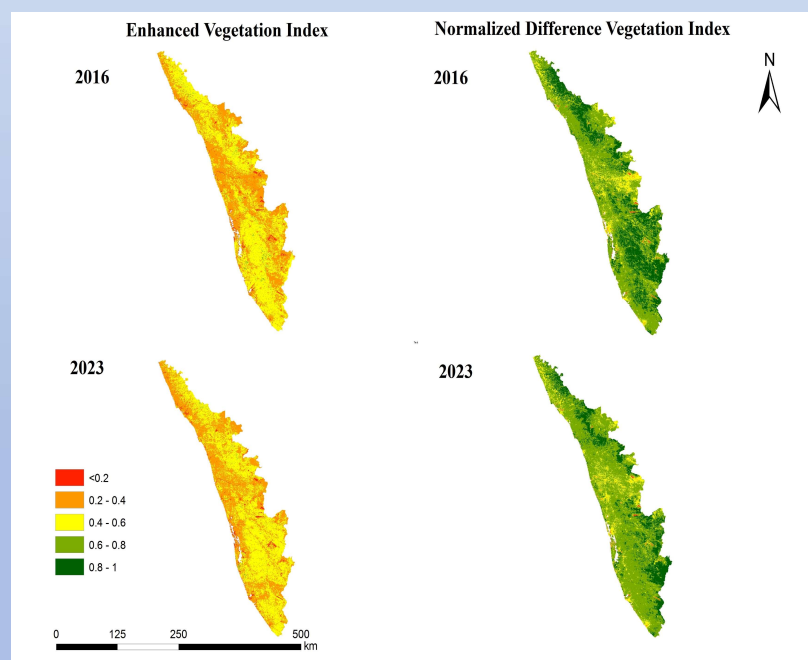 Enhanced Vegetation Index
Normalized Difference Vegetation Index
2016
2016
N
2023
2023
<0.2
0.2 - 0.4
0.4 - 0.6
0.6 - 0.8
0.8 - 1
0 125 250 500
km